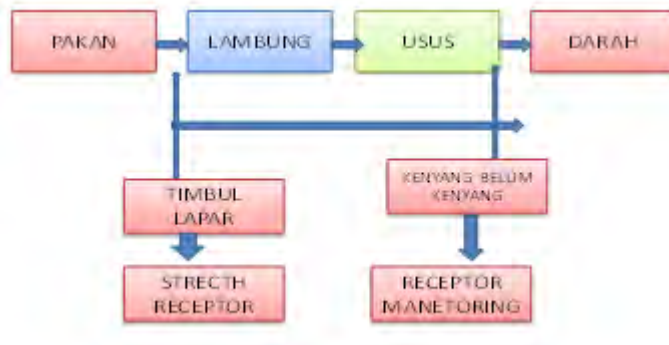 PAKAN
LAMBUNG
USUS
DARAH
TIMBUL
LAPAR
KENYANG BELUM
KENYANG
STRECTH
RECEPTOR
RECEPTOR
MANETORING